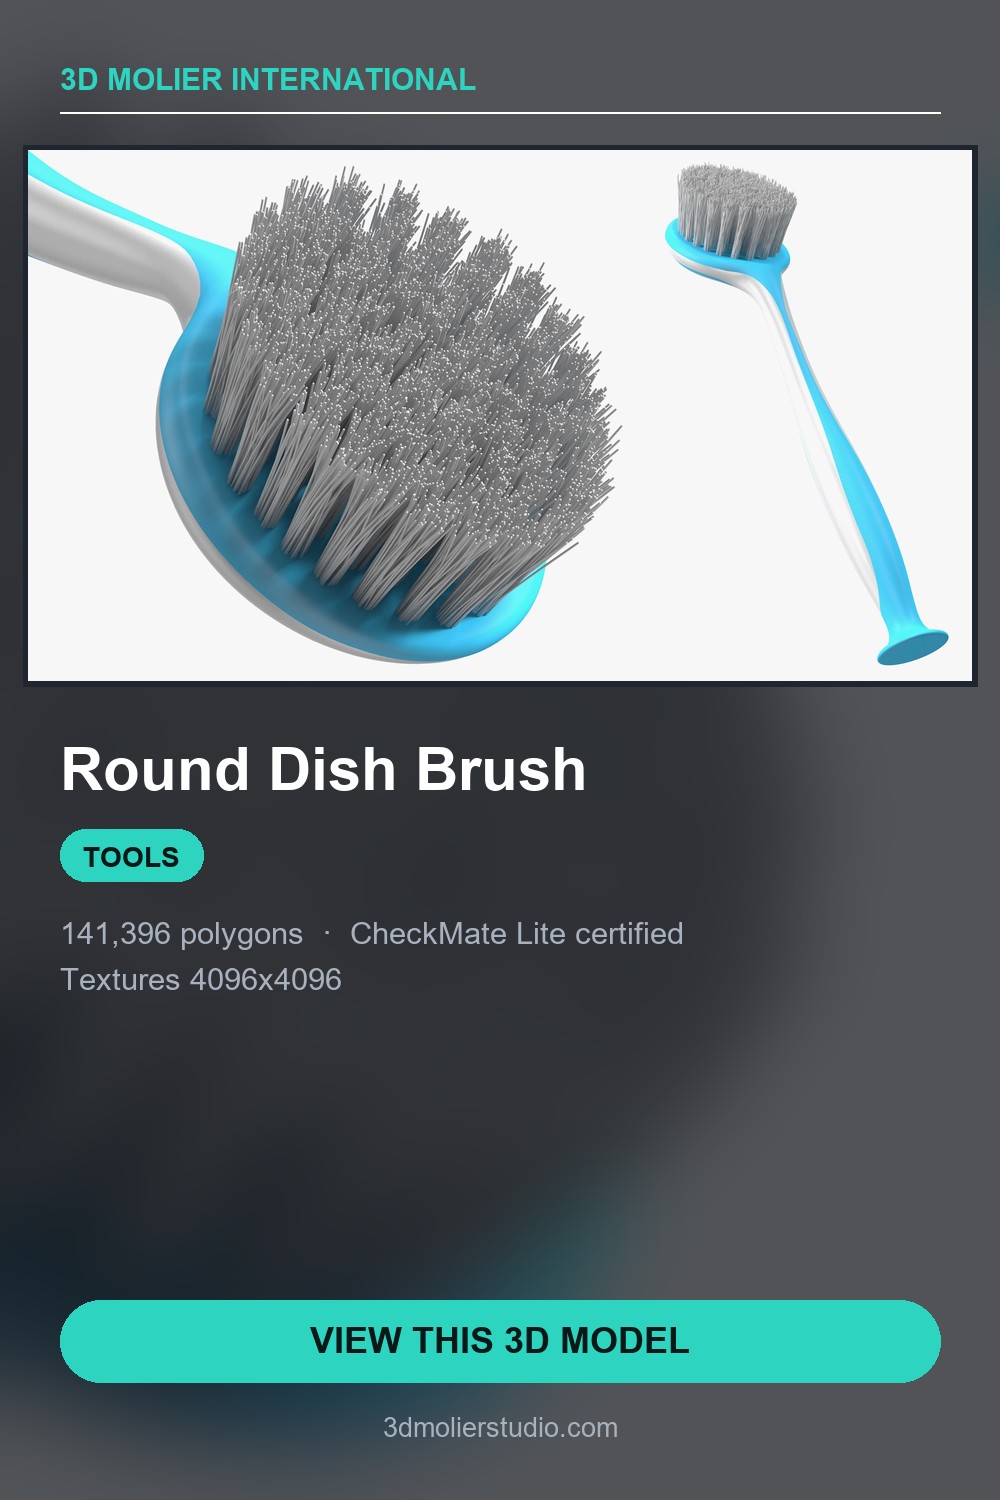 3D MOLIER INTERNATIONAL
Round Dish Brush
TOOLS
141,396 polygons · CheckMate Lite certified
Textures 4096x4096
VIEW THIS 3D MODEL
3dmolierstudio.com